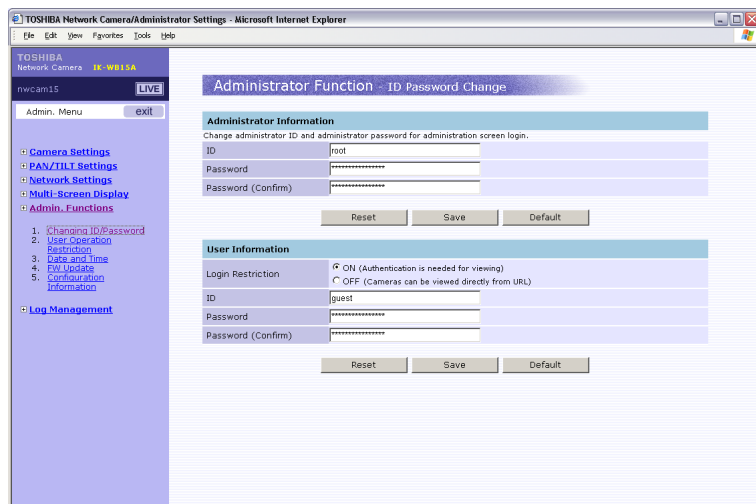 TOSHIBA Network Camera/Administrator Settings - Microsoft Internet Explorer
File Edit View Favorites Tools Help
TOSHIBA
Network Camera IK-WB15A
nwcam15 LIVE
Admin. Menu exit
Camera Settings
PAN/TILT Settings
Network Settings
Multi-Screen Display
Admin. Functions
1. Changing ID/Password
2. User Operation
Restriction
3. Date and Time
4. FW Update
5. Configuration
Information
Log Management
Administrator Function - ID Password Change
Administrator Information
Change administrator ID and administrator password for administration screen login.
ID root
Password ****************
Password (Confirm) ****************
Reset Save Default
User Information
Login Restriction
ON (Authentication is needed for viewing)
OFF (Cameras can be viewed directly from URL)
ID guest
Password ****************
Password (Confirm) ****************
Reset Save Default